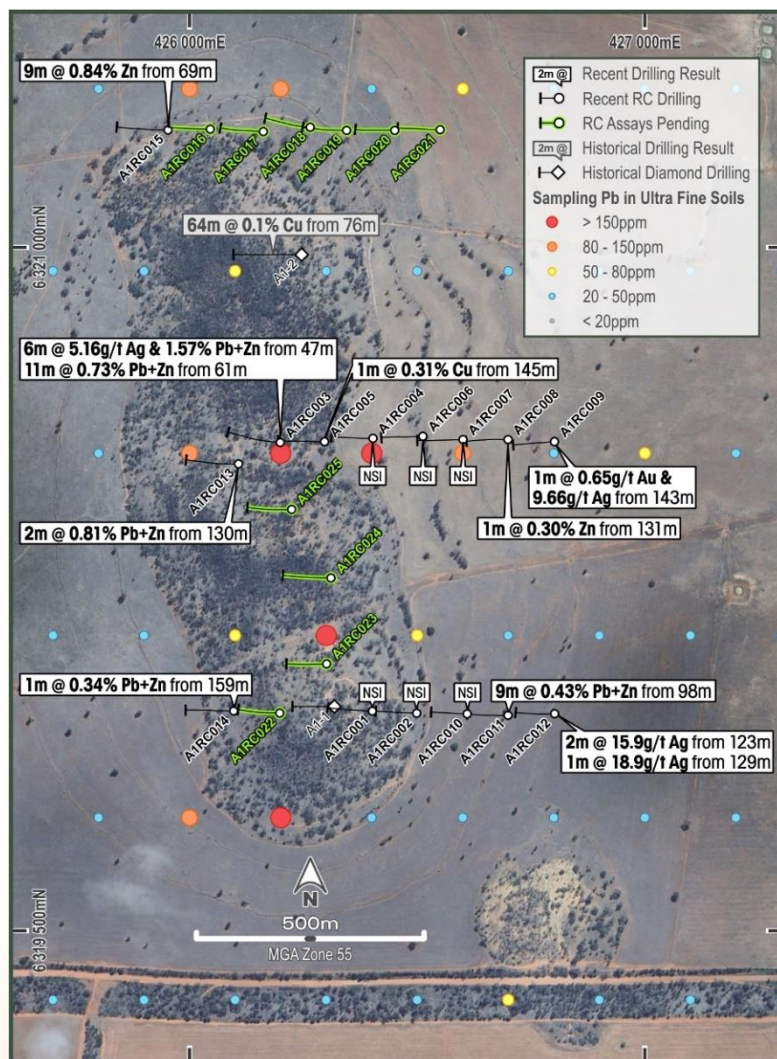 426 000mE
427 000mE
9m @ 0.84% Zn from 69m
2m @
Recent Drilling Result
Recent RC Drilling
RC Assays Pending
2m @
Historical Drilling Result
Historical Diamond Drilling
Sampling Pb in Ultra Fine Soils
> 150ppm
80 - 150ppm
50 - 80ppm
20 - 50ppm
< 20ppm
A1RC015
A1RC016
A1RC017
A1RC018
A1RC019
A1RC020
A1RC021
6 321 000mN
64m @ 0.1% Cu from 76m
A1-2
6m @ 5.16g/t Ag & 1.57% Pb+Zn from 47m
11m @ 0.73% Pb+Zn from 61m
1m @ 0.31% Cu from 145m
A1RC003
A1RC005
A1RC004
A1RC006
A1RC007
A1RC008
A1RC009
A1RC013
NSI
NSI
NSI
1m @ 0.65g/t Au &
9.66g/t Ag from 143m
A1RC025
2m @ 0.81% Pb+Zn from 130m
1m @ 0.30% Zn from 131m
A1RC024
A1RC023
1m @ 0.34% Pb+Zn from 159m
NSI
NSI
NSI
9m @ 0.43% Pb+Zn from 98m
A1RC014
A1RC022
A1-1
A1RC001
A1RC002
A1RC010
A1RC011
A1RC012
2m @ 15.9g/t Ag from 123m
1m @ 18.9g/t Ag from 129m
N
500m
MGA Zone 55
6 319 500mN